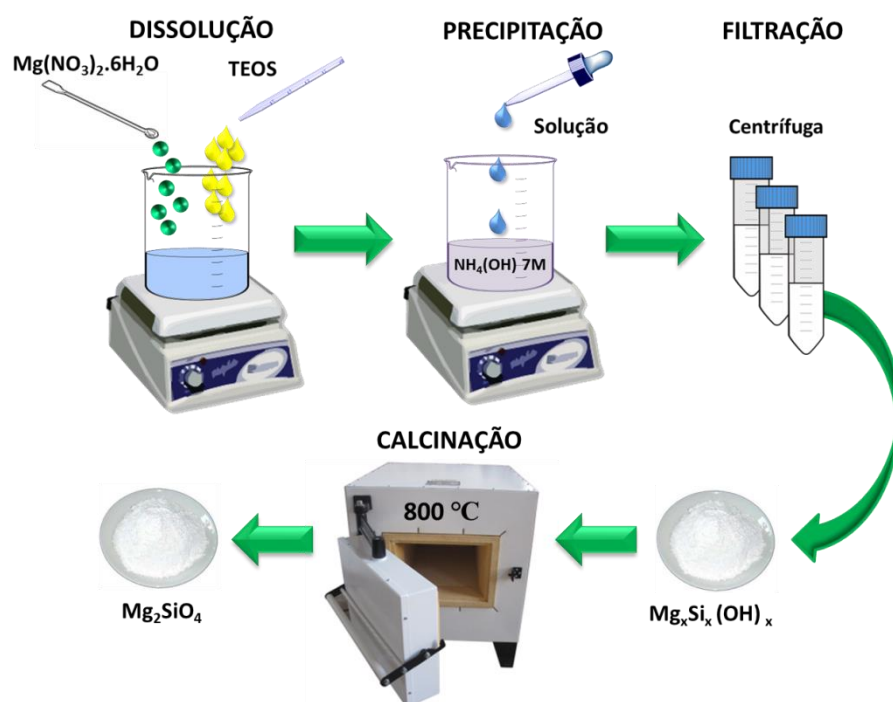 DISSOLUÇÃO
Mg(NO₃)₂.6H₂O
TEOS
PRECIPITAÇÃO
Solução
NH₄(OH) 7M
FILTRAÇÃO
Centrífuga
CALCINAÇÃO
800 °C
Mg₂SiO₄
MgₓSiₓ (OH) ₓ